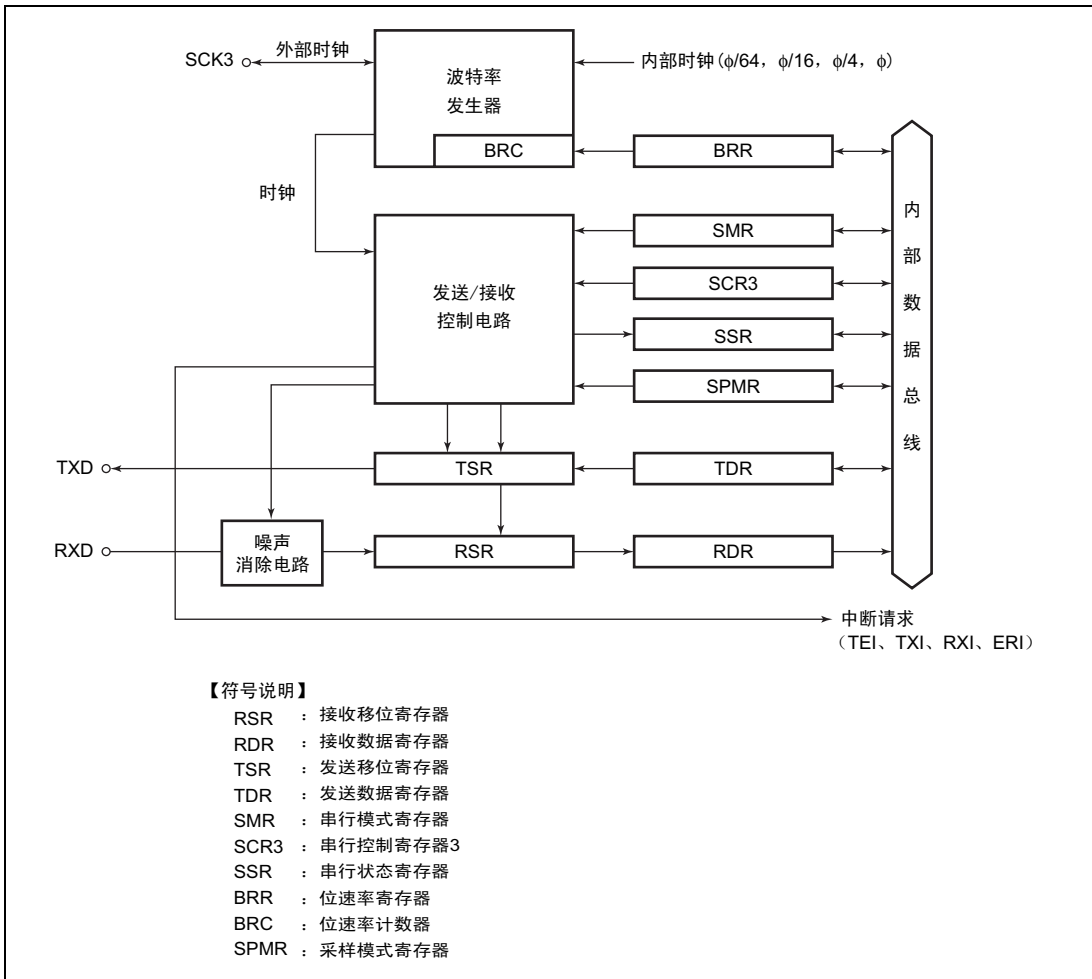 SCK3
外部时钟
波特率
发生器
内部时钟(ϕ/64，ϕ/16，ϕ/4，ϕ)
BRC
BRR
时钟
SMR
发送/接收
控制电路
SCR3
SSR
SPMR
内部数据总线
TXD
TSR
TDR
RXD
噪声
消除电路
RSR
RDR
中断请求
（TEI、TXI、RXI、ERI）
【符号说明】
RSR ：接收移位寄存器
RDR ：接收数据寄存器
TSR ：发送移位寄存器
TDR ：发送数据寄存器
SMR ：串行模式寄存器
SCR3 ：串行控制寄存器3
SSR ：串行状态寄存器
BRR ：位速率寄存器
BRC ：位速率计数器
SPMR ：采样模式寄存器